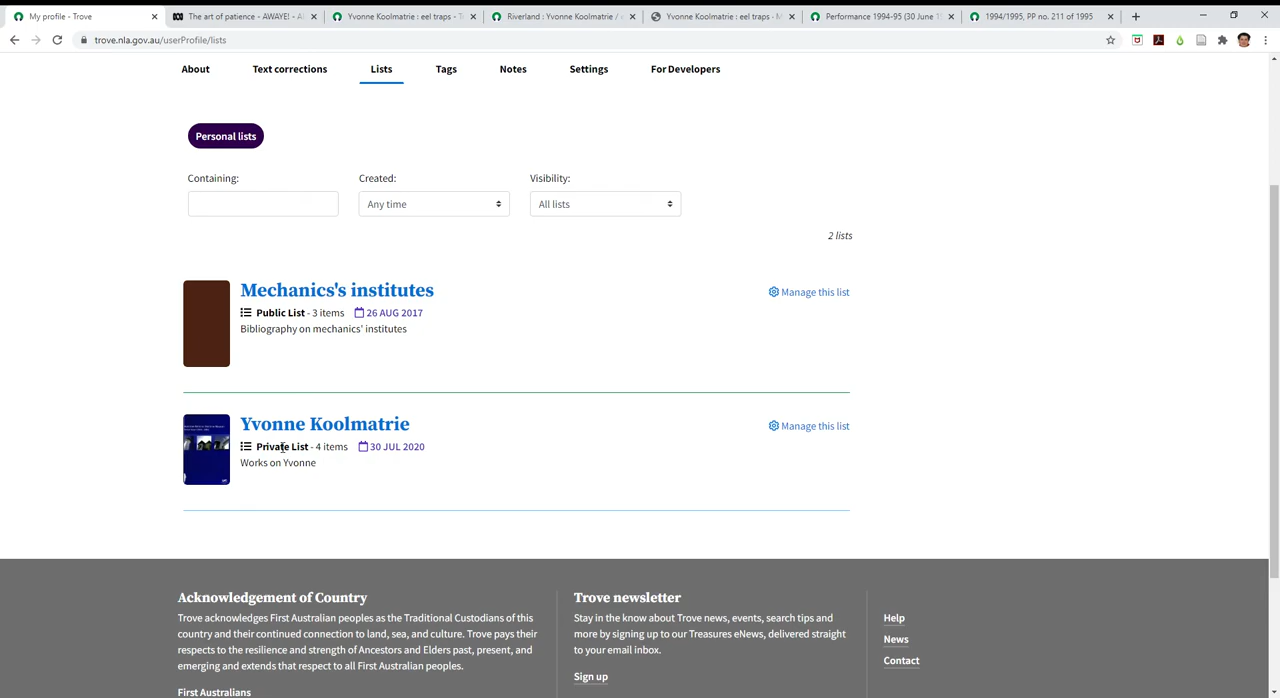 My profile - Trove
The art of patience - AWAYE! - A
Yvonne Koolmatrie : eel traps - T
Riverland : Yvonne Koolmatrie /
Yvonne Koolmatrie : eel traps - M
Performance 1994-95 (30 June 1
1994/1995, PP no. 211 of 1995
trove.nla.gov.au/userProfile/lists
About
Text corrections
Lists
Tags
Notes
Settings
For Developers
Personal lists
Containing:
Created:
Visibility:
Any time
All lists
2 lists
Mechanics's institutes
Manage this list
Public List - 3 items 26 AUG 2017
Bibliography on mechanics' institutes
Yvonne Koolmatrie
Manage this list
Private List - 4 items 30 JUL 2020
Works on Yvonne
Acknowledgement of Country
Trove acknowledges First Australian peoples as the Traditional Custodians of this
country and their continued connection to land, sea, and culture. Trove pays their
respects to the resilience and strength of Ancestors and Elders past, present, and
emerging and extends that respect to all First Australian peoples.
First Australians
Trove newsletter
Stay in the know about Trove news, events, search tips and
more by signing up to our Treasures eNews, delivered straight
to your email inbox.
Sign up
Help
News
Contact